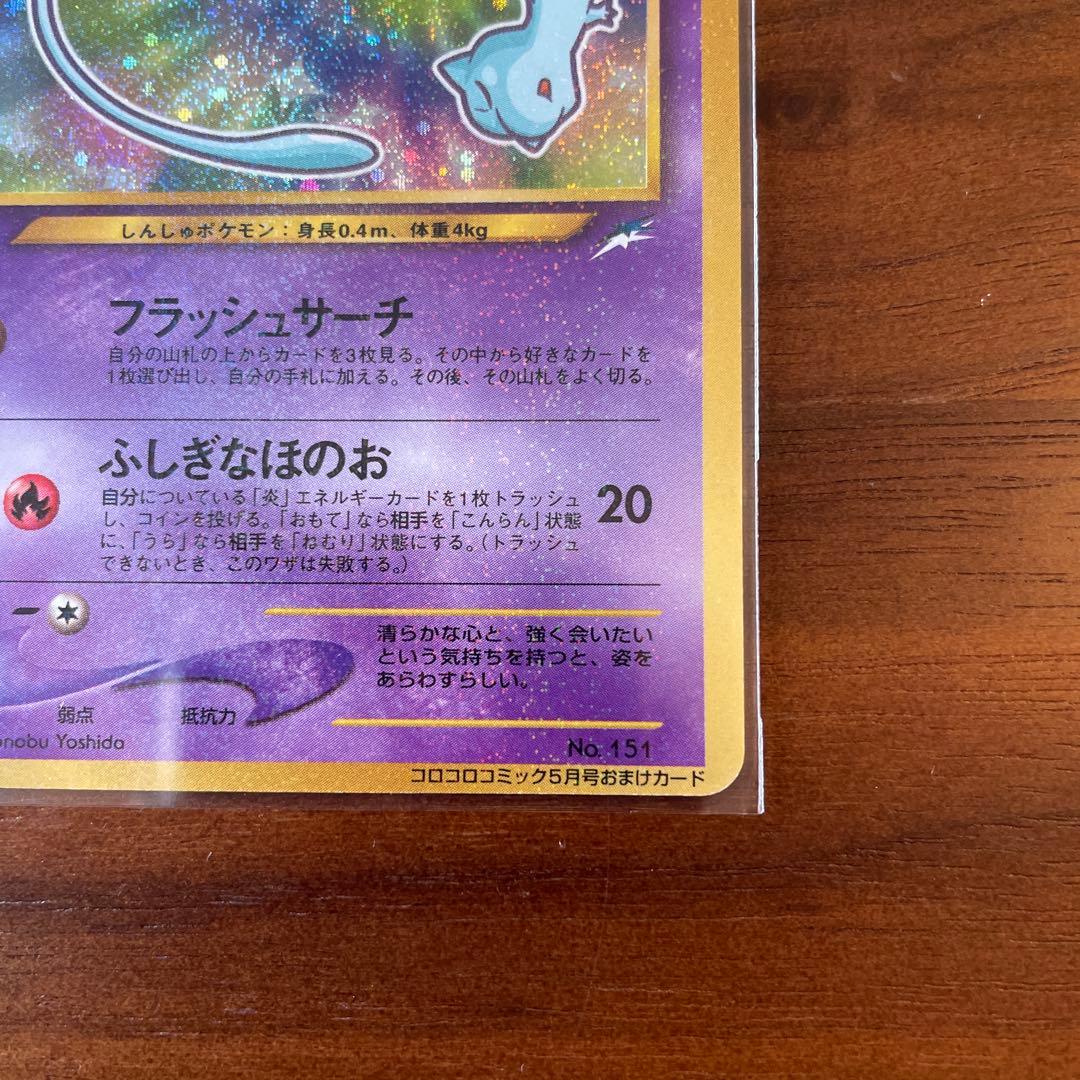 しんしゅポケモン：身長0.4m、体重4kg
フラッシュサーチ
自分の山札の上からカードを3枚見る。その中から好きなカードを
1枚選び出し、自分の手札に加える。その後、その山札をよく切る。
ふしぎなほのお
20
自分についている「炎」エネルギーカードを1枚トラッシュ
し、コインを投げる。「おもて」なら相手を「こんらん」状態
に、「うら」なら相手を「ねむり」状態にする。（トラッシュ
できないとき、このワザは失敗する。）
清らかな心と、強く会いたい
という気持ちを持つと、姿を
あらわすらしい。
弱点 抵抗力
nobu Yoshida
No. 151
コロコロコミック5月号おまけカード